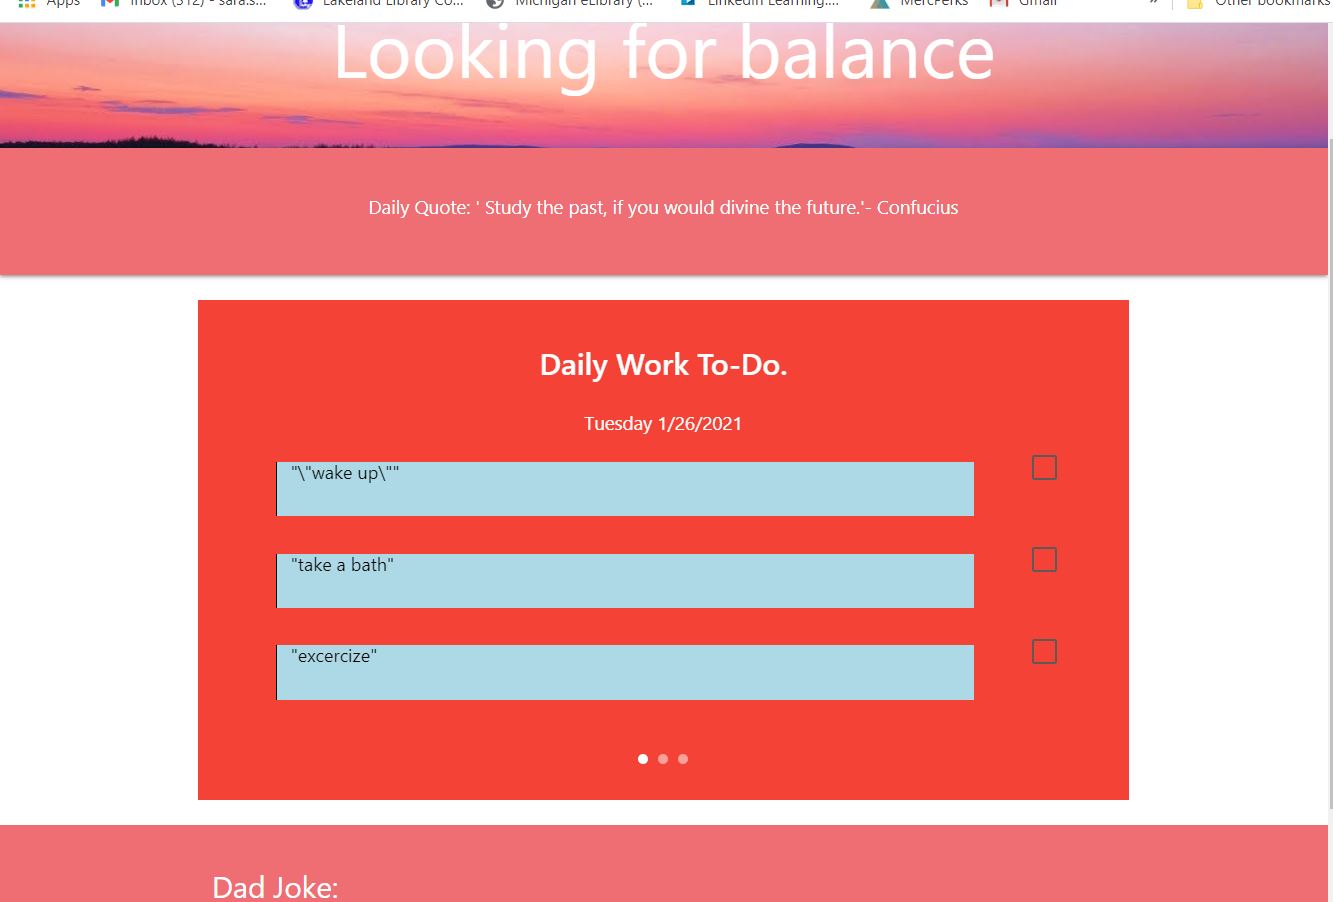 Apps Inbox (312) - sara.s... Lakeland Library Co... Michigan eLibrary (... LinkedIn Learning:... MercPerks Gmail » Other bookmarks
Looking for balance
Daily Quote: ' Study the past, if you would divine the future.'- Confucius
Daily Work To-Do.
Tuesday 1/26/2021
"\"wake up\""
"take a bath"
"excercize"
Dad Joke: